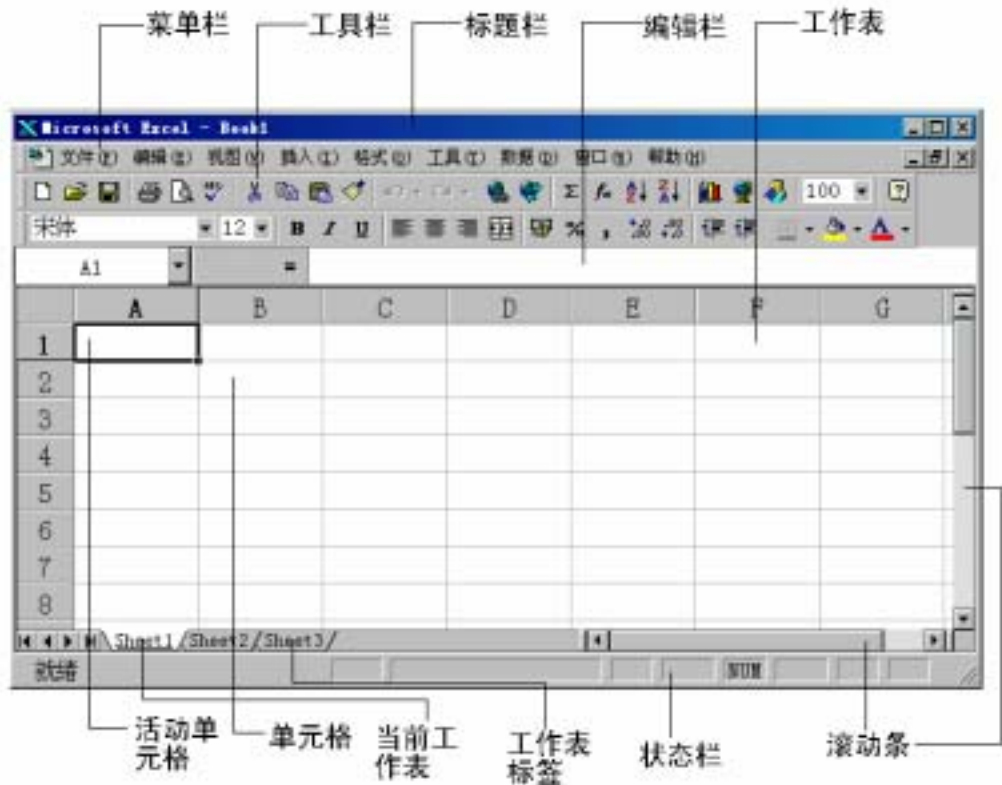 菜单栏 工具栏 标题栏 编辑栏 工作表
Microsoft Excel - Book1
文件(F) 编辑(E) 视图(V) 插入(I) 格式(O) 工具(T) 数据(D) 窗口(W) 帮助(H)
100
宋体 12 B I U % ,
A1 =
A B C D E F G
1
2
3
4
5
6
7
8
Sheet1 Sheet2 Sheet3
就绪 NUM
活动单
元格
单元格
当前工
作表
工作表
标签
状态栏
滚动条